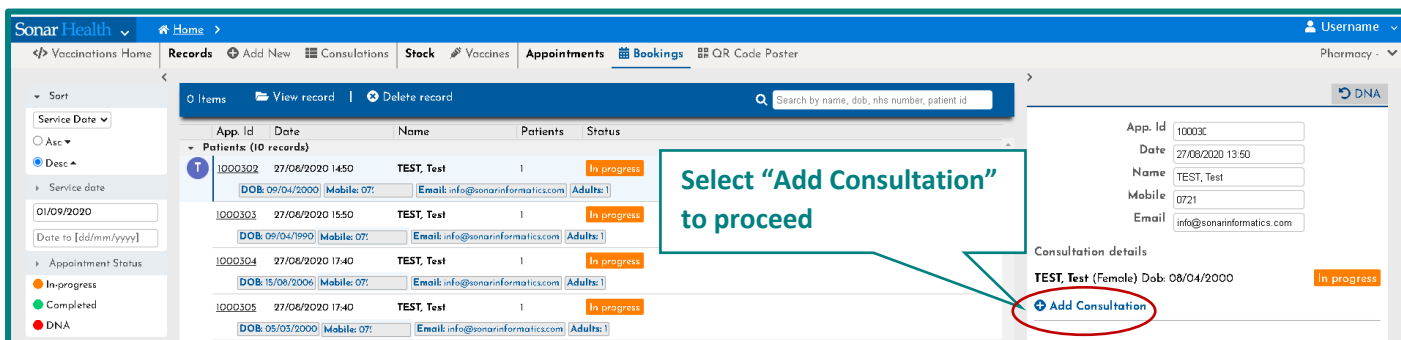 Sonar Health Home > Username
</> Vaccinations Home Records Add New Consulations Stock Vaccines Appointments Bookings QR Code Poster Pharmacy -
Sort
Service Date
Asc
Desc
Service date
01/09/2020
Date to [dd/mm/yyyy]
Appointment Status
In-progress
Completed
DNA
0 Items View record | Delete record Search by name, dob, nhs number, patient id
App. Id Date Name Patients Status
Patients: (10 records)
T 1000302 27/08/2020 14:50 TEST, Test 1 In progress
DOB: 09/04/2000 Mobile: 07! Email: info@sonarinformatics.com Adults: 1
1000303 27/08/2020 15:50 TEST, Test 1 In progress
DOB: 09/04/1990 Mobile: 07! Email: info@sonarinformatics.com Adults: 1
1000304 27/08/2020 17:40 TEST, Test 1 In progress
DOB: 15/08/2006 Mobile: 07! Email: info@sonarinformatics.com Adults: 1
1000305 27/08/2020 17:40 TEST, Test 1 In progress
DOB: 05/03/2000 Mobile: 07! Email: info@sonarinformatics.com Adults: 1
Select “Add Consultation”
to proceed
DNA
App. Id 10003
Date 27/08/2020 13:50
Name TEST, Test
Mobile 0721
Email info@sonarinformatics.com
Consultation details
TEST, Test (Female) Dob: 08/04/2000 In progress
Add Consultation